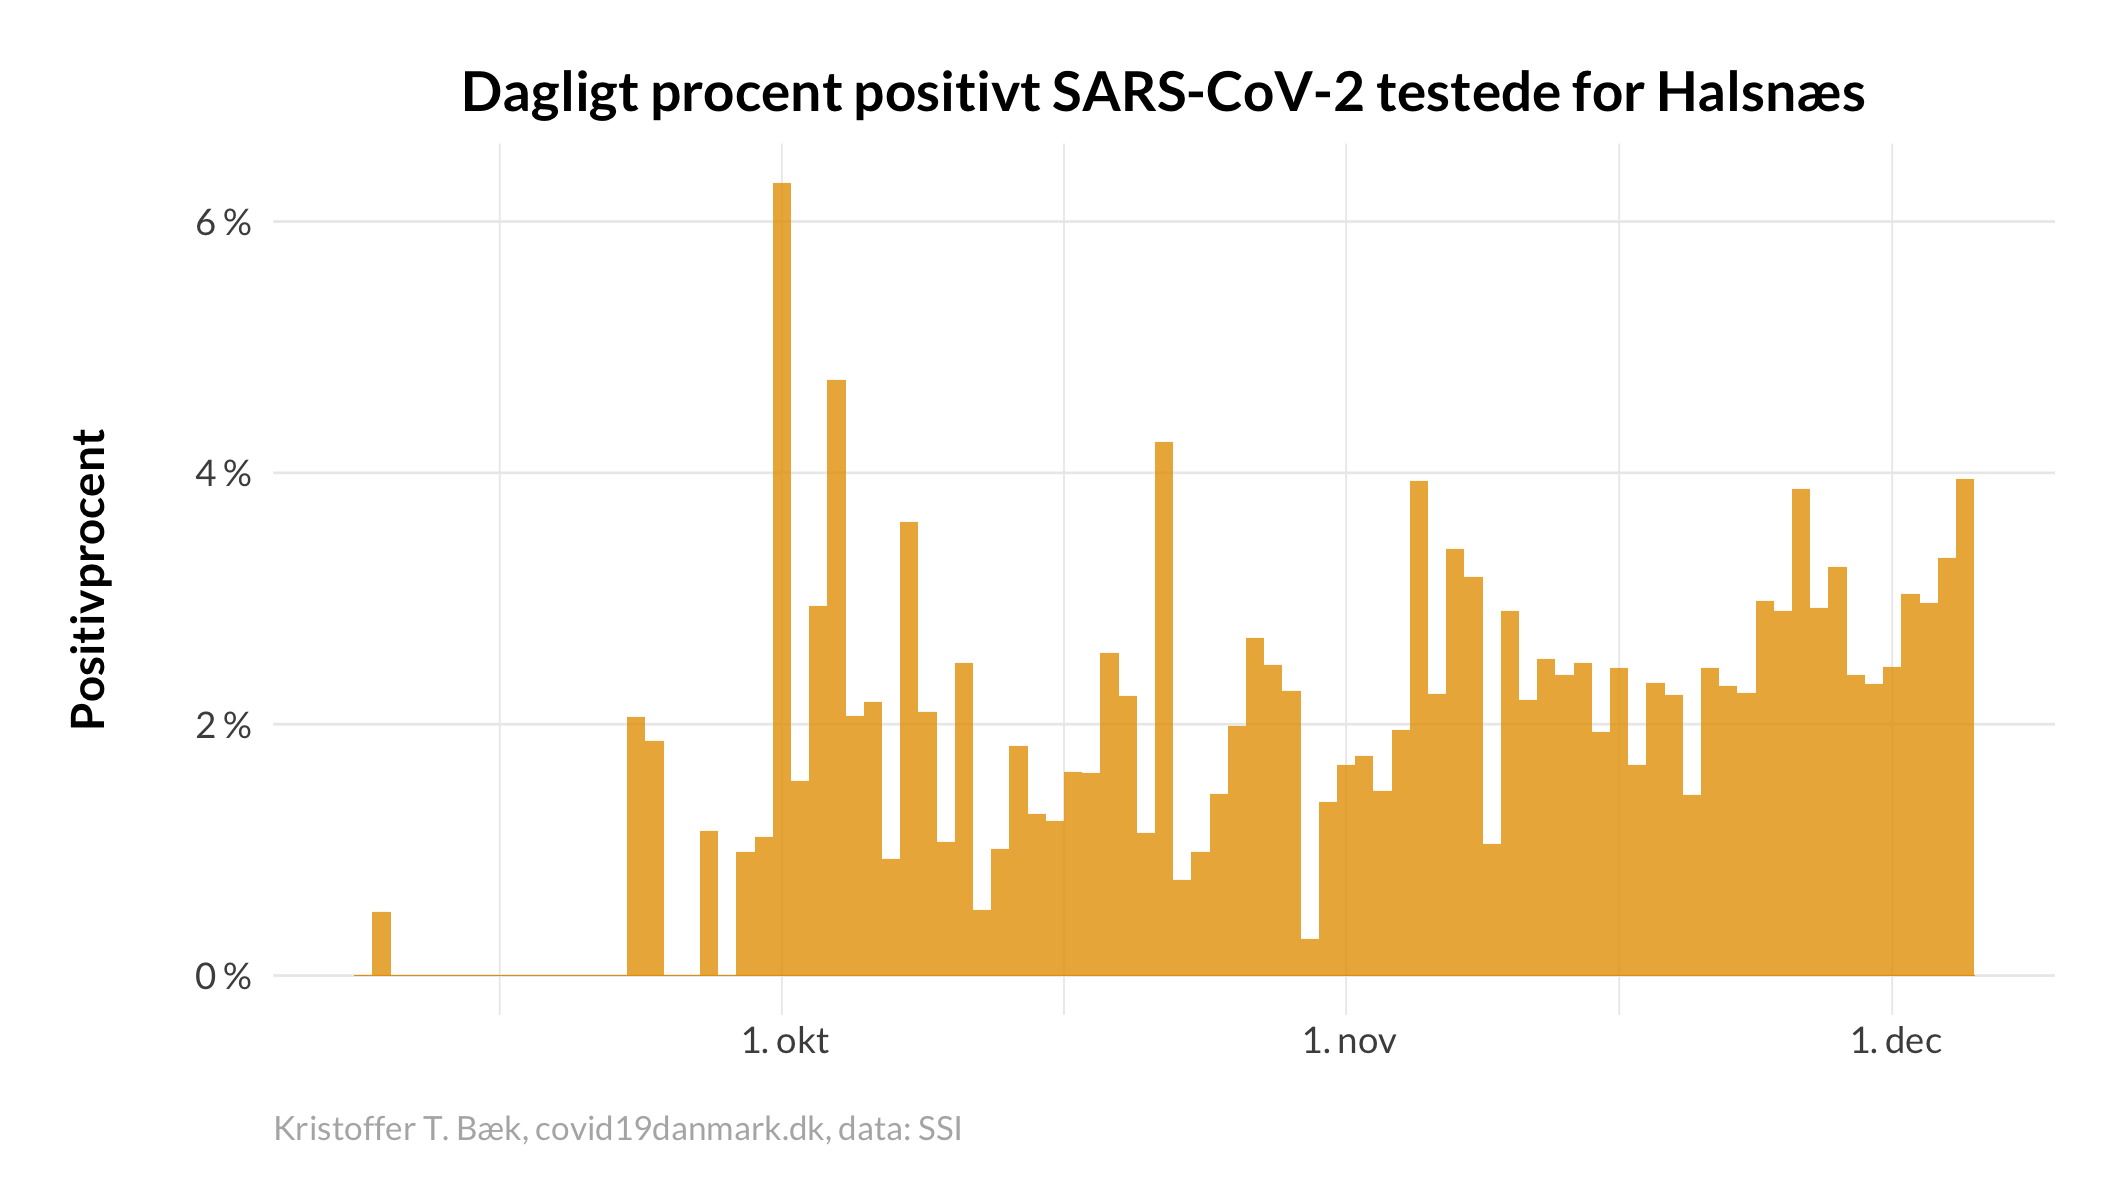 Dagligt procent positivt SARS-CoV-2 testede for Halsnæs
Positivprocent
6 %
4 %
2 %
0 %
1. okt
1. nov
1. dec
Kristoffer T. Bæk, covid19danmark.dk, data: SSI